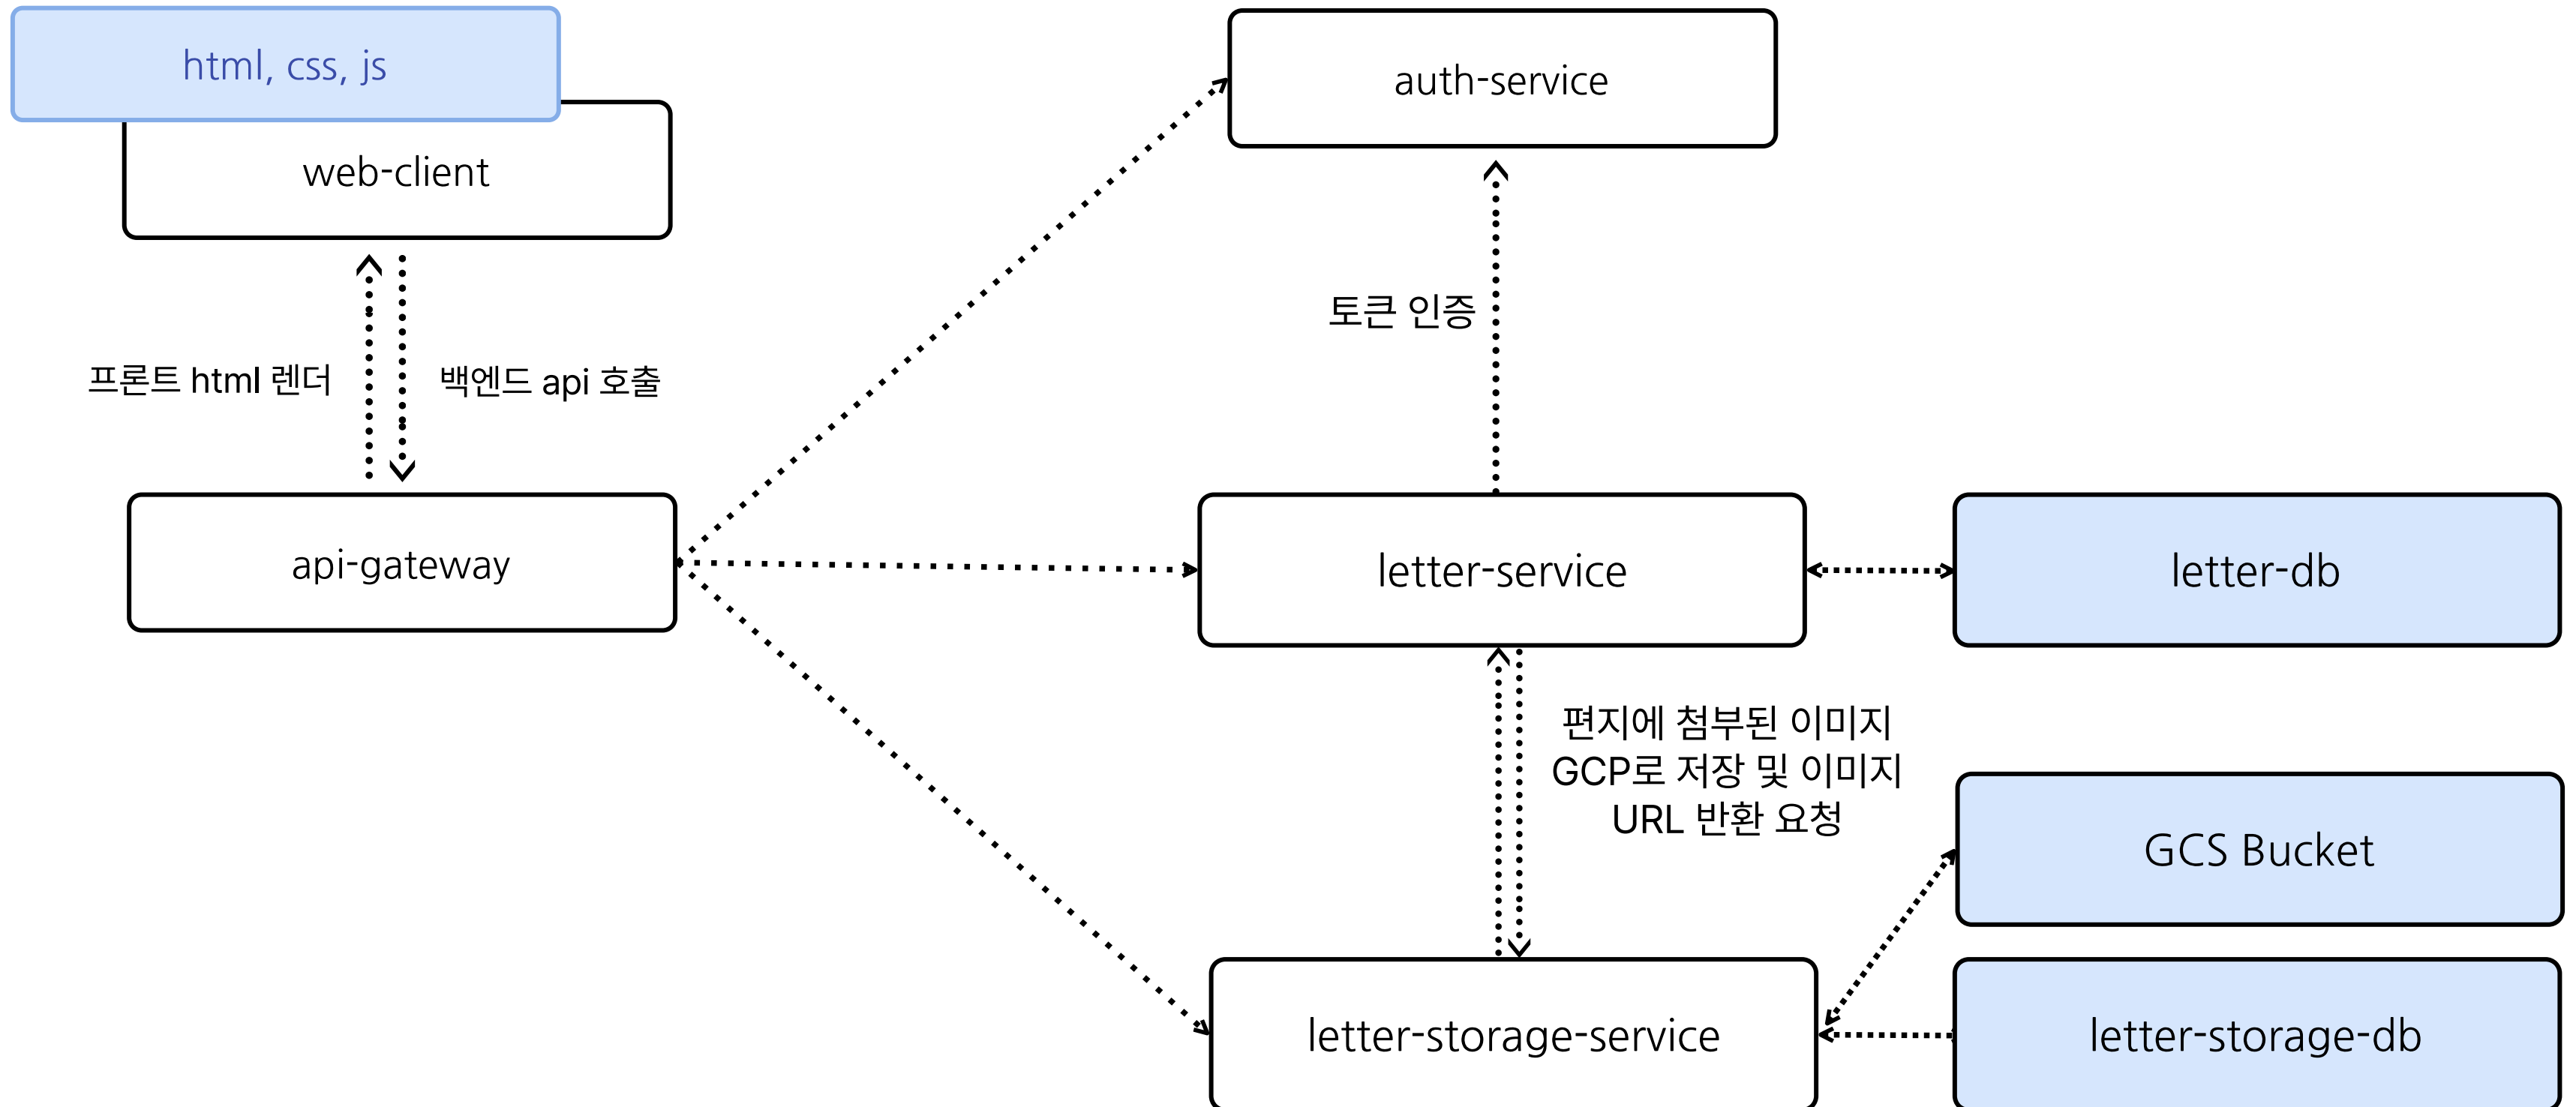 html, css, js
web-client
프론트 html 렌더
백엔드 api 호출
api-gateway
auth-service
토큰 인증
letter-service
letter-db
편지에 첨부된 이미지
GCP로 저장 및 이미지
URL 반환 요청
GCS Bucket
letter-storage-service
letter-storage-db